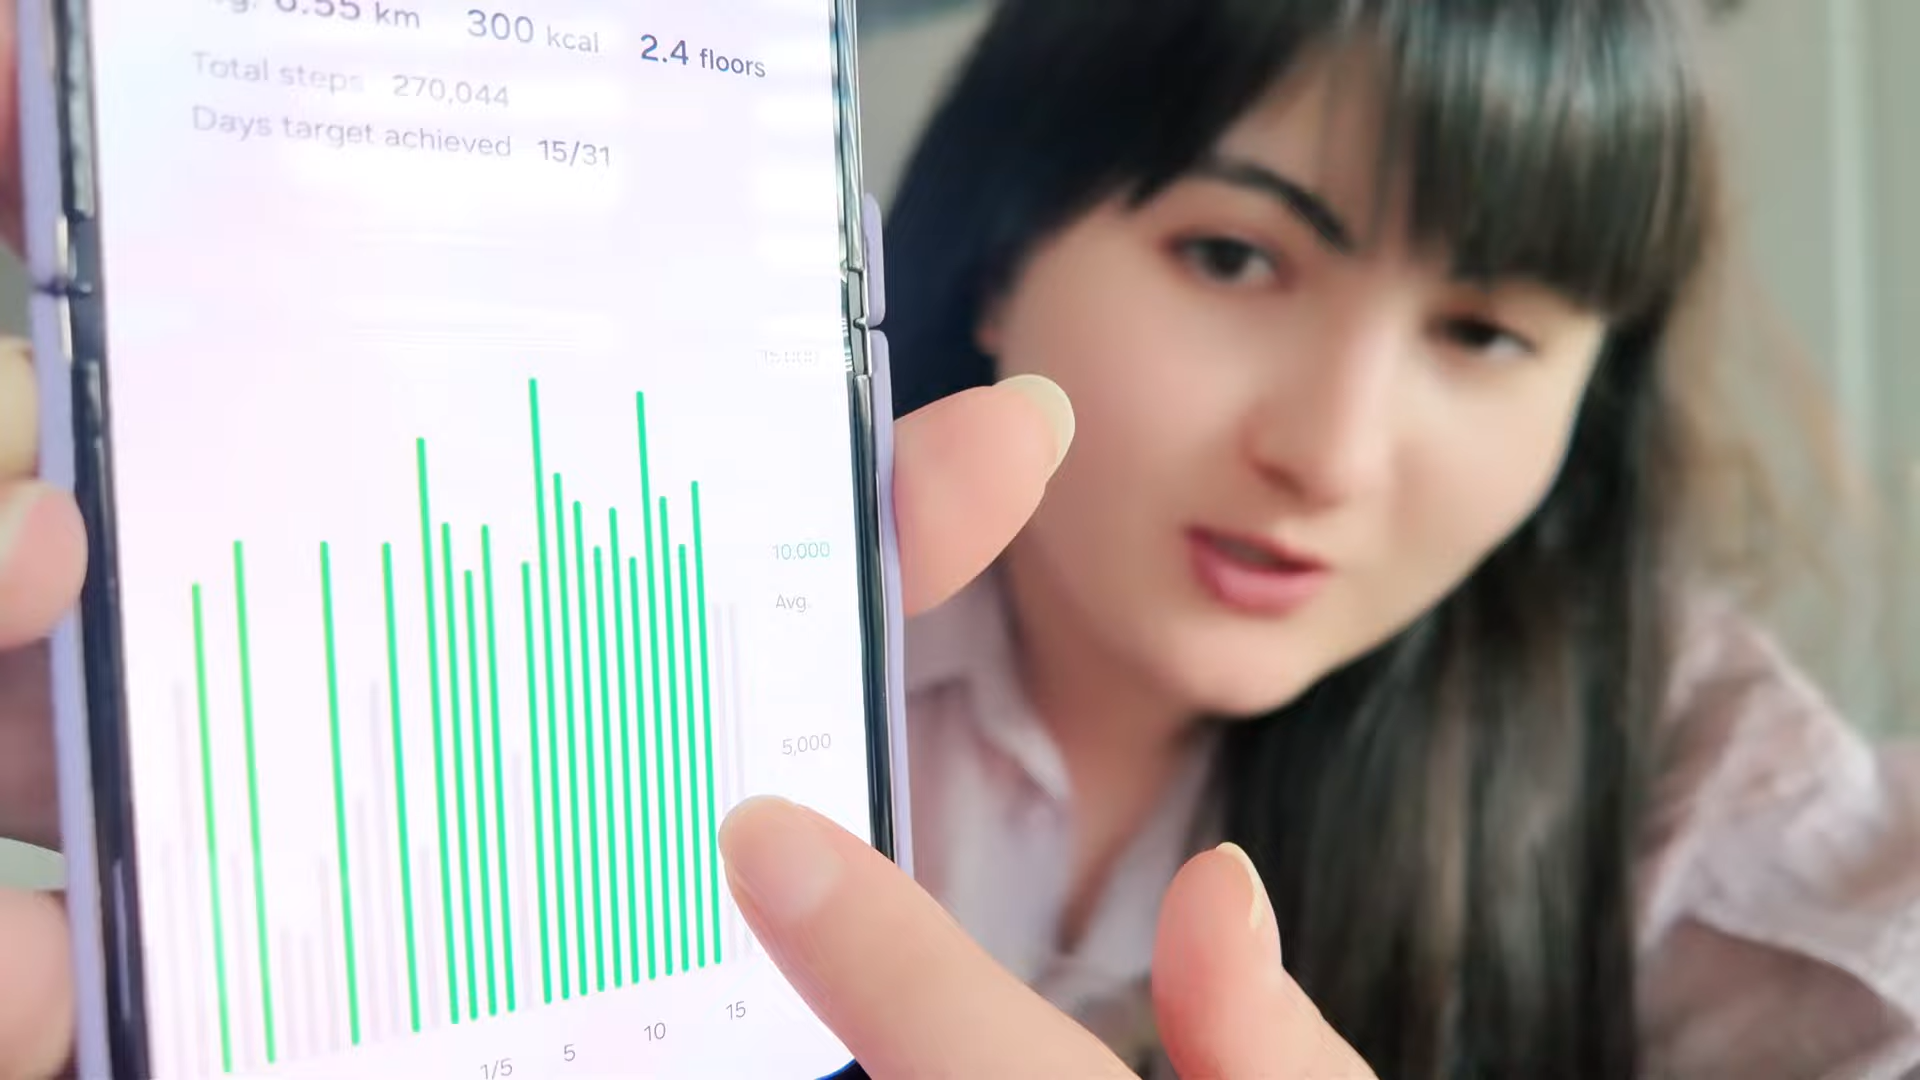 km 300 kcal 2.4 floors
Total steps 270,044
Days target achieved 15/31
10.000
Avg.
5,000
1/5 5 10 15